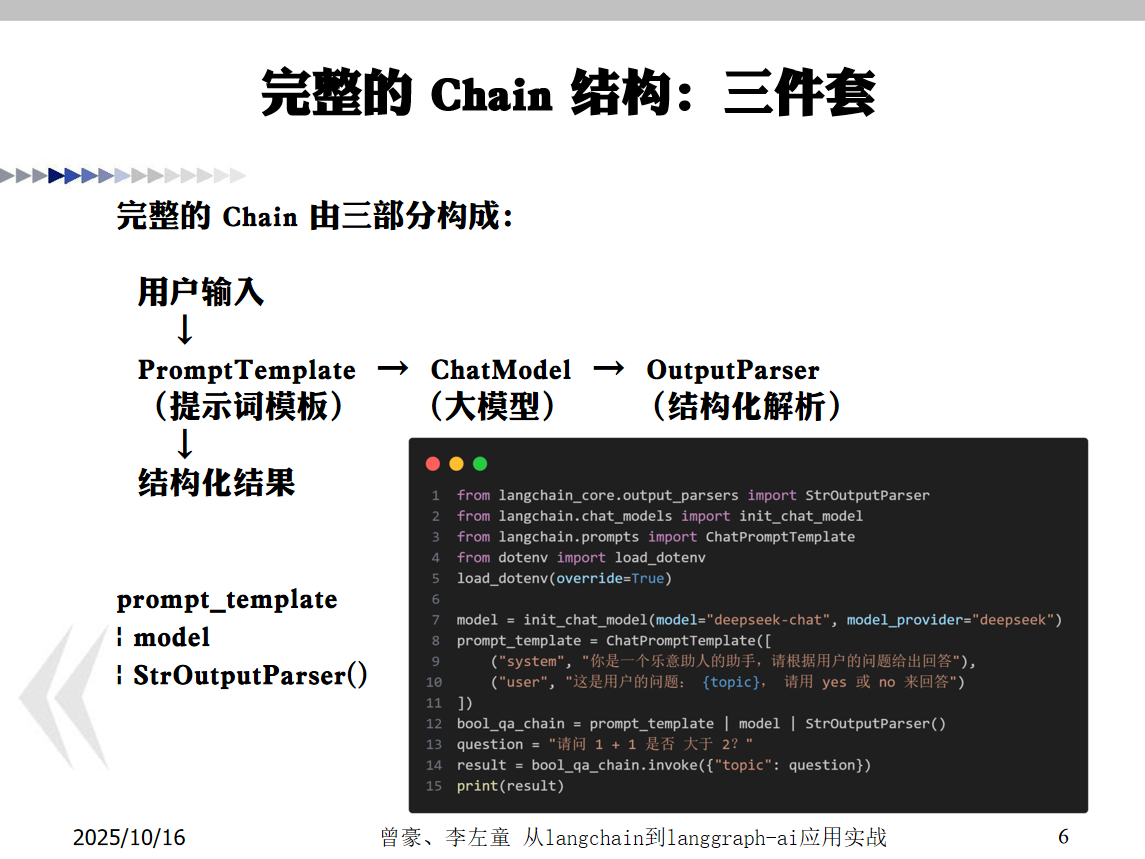 完整的 Chain 结构：三件套
完整的 Chain 由三部分构成：
用户输入
↓
PromptTemplate → ChatModel → OutputParser
（提示词模板） （大模型） （结构化解析）
↓
结构化结果
prompt_template
¦ model
¦ StrOutputParser()
1 from langchain_core.output_parsers import StrOutputParser
2 from langchain.chat_models import init_chat_model
3 from langchain.prompts import ChatPromptTemplate
4 from dotenv import load_dotenv
5 load_dotenv(override=True)
6
7 model = init_chat_model(model="deepseek-chat", model_provider="deepseek")
8 prompt_template = ChatPromptTemplate([
9     ("system", "你是一个乐意助人的助手，请根据用户的问题给出回答"),
10     ("user", "这是用户的问题： {topic}， 请用 yes 或 no 来回答")
11 ])
12 bool_qa_chain = prompt_template | model | StrOutputParser()
13 question = "请问 1 + 1 是否 大于 2？"
14 result = bool_qa_chain.invoke({"topic": question})
15 print(result)
2025/10/16 曾豪、李左童 从langchain到langgraph-ai应用实战 6